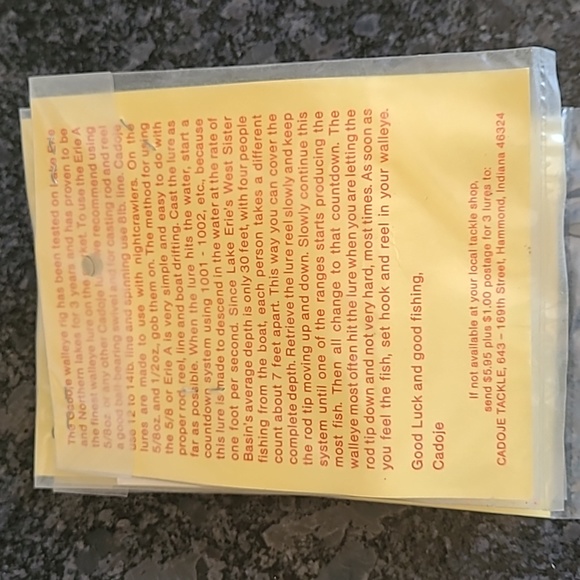 The Cadoje walleye rig has been tested on Lake Erie
and Northern lakes for 3 years and has proven to be
the finest walleye lure on the market. To use the Erie A
5/8oz. or any other Cadoje lure, we recommend using
a good bearing swivel and for casting rod and reel
use 12 to 14lb. line and spinning use 8lb. line. Cadoje
lures are made to use with nightcrawlers. On the
5/8oz. and 1/2oz., gob them on. The method for using
the 5/8 oz. Erie A is very simple and easy to do with
proper rod, reel, line and boat drifting. Cast the lure as
far as possible. When the lure hits the water, start a
countdown system using 1001 - 1002, etc., because
this lure is made to descend in the water at the rate of
one foot per second. Since Lake Erie's West Sister
Basin's average depth is only 30 feet, with four people
fishing from the boat, each person takes a different
count about 7 feet apart. This way you can cover the
complete depth. Retrieve the lure reel slowly and keep
the rod tip moving up and down. Slowly continue this
system until one of the ranges starts producing the
most fish. Then all change to that countdown. The
walleye most often hit the lure when you are letting the
rod tip down and not very hard, most times. As soon as
you feel the fish, set hook and reel in your walleye.
Good Luck and good fishing,
Cadoje
If not available at your local tackle shop,
send $5.95 plus $1.00 postage for 3 lures to:
CADOJE TACKLE, 643 - 169th Street, Hammond, Indiana 46324